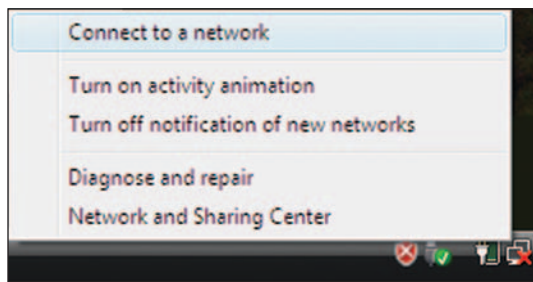 Connect to a network
Turn on activity animation
Turn off notification of new networks
Diagnose and repair
Network and Sharing Center